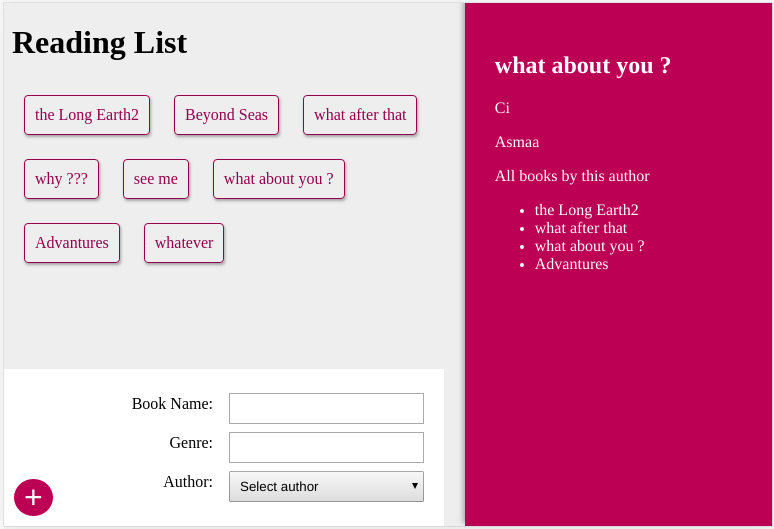 Reading List
the Long Earth2 Beyond Seas what after that
why ??? see me what about you ?
Advantures whatever
Book Name:
Genre:
Author: Select author
+
what about you ?
Ci
Asmaa
All books by this author
the Long Earth2
what after that
what about you ?
Advantures